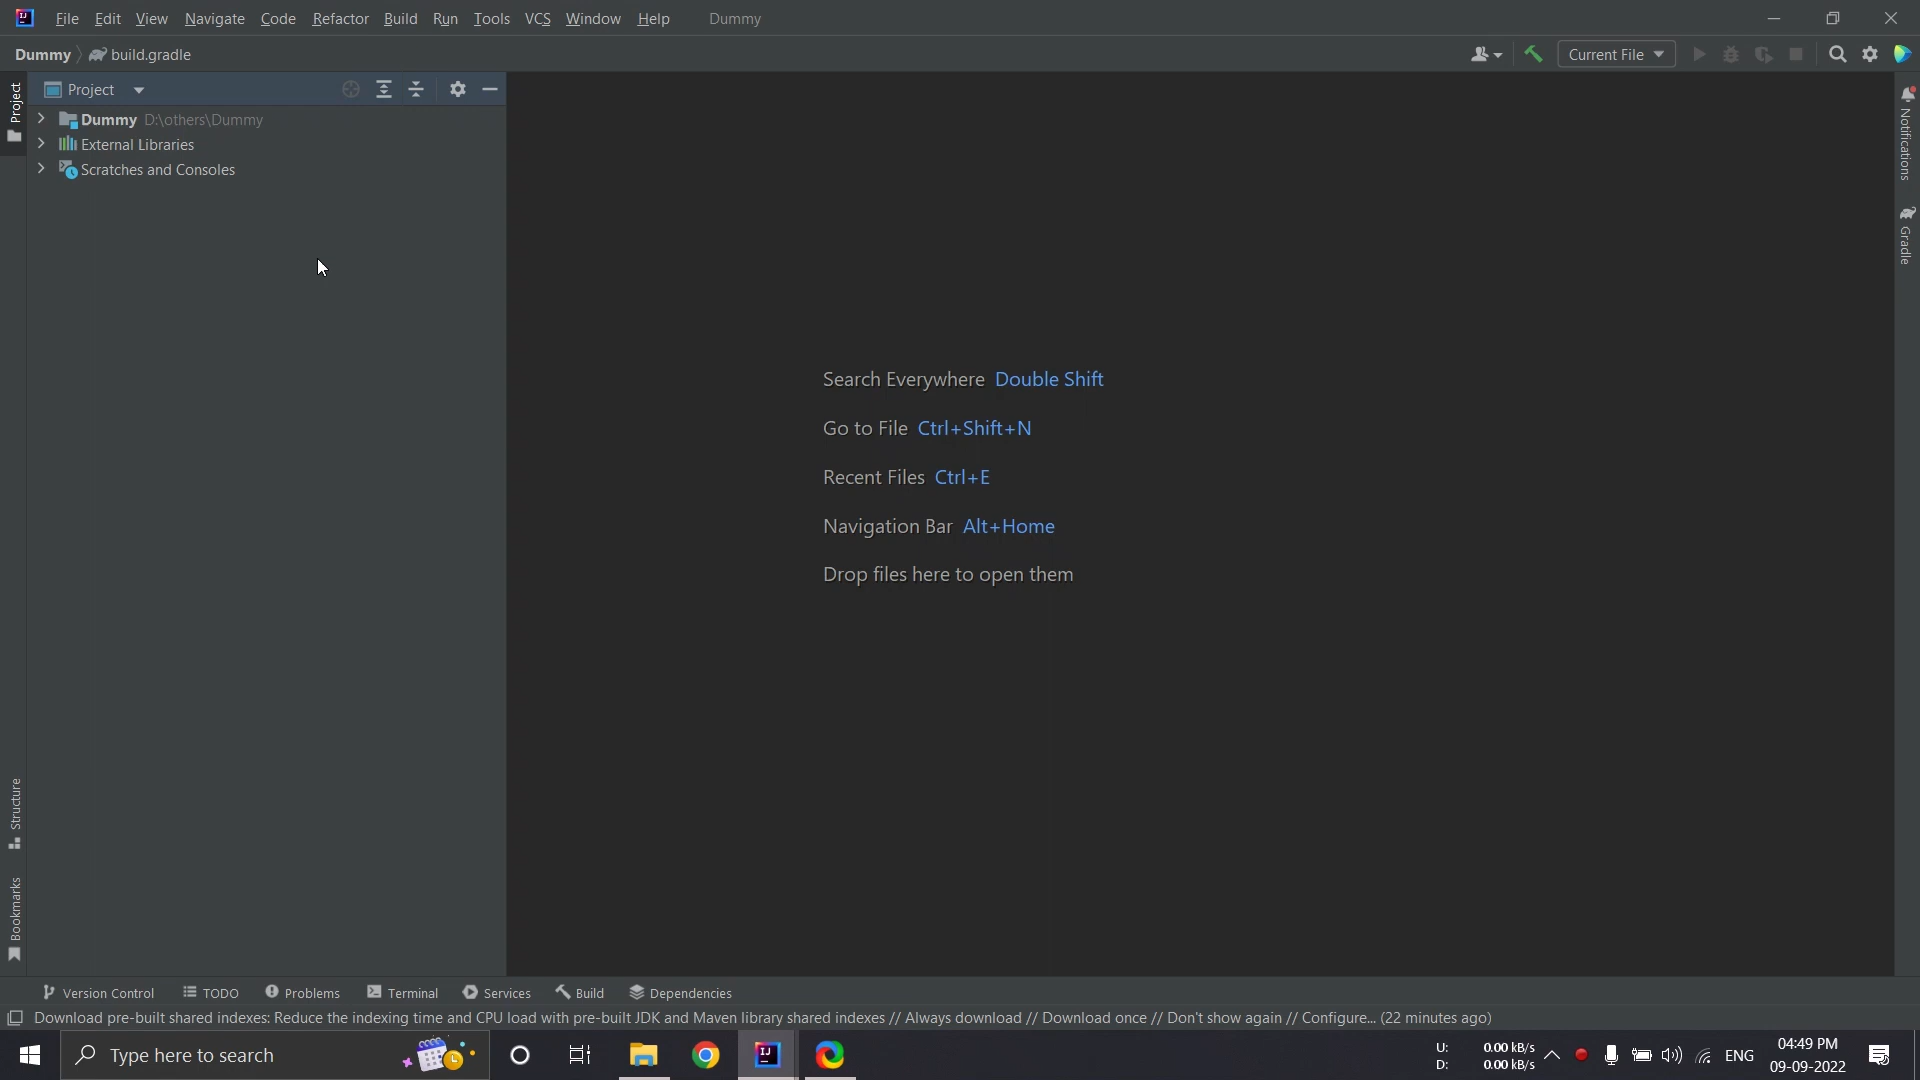 File Edit View Navigate Code Refactor Build Run Tools VCS Window Help Dummy
Dummy build.gradle
Current File
Project
Project
Dummy D:\others\Dummy
External Libraries
Scratches and Consoles
Notifications
Gradle
Search Everywhere Double Shift
Go to File Ctrl+Shift+N
Recent Files Ctrl+E
Navigation Bar Alt+Home
Drop files here to open them
Structure
Bookmarks
Version Control TODO Problems Terminal Services Build Dependencies
Download pre-built shared indexes: Reduce the indexing time and CPU load with pre-built JDK and Maven library shared indexes // Always download // Download once // Don't show again // Configure... (22 minutes ago)
Type here to search
U: 0.00 kB/s
D: 0.00 kB/s
ENG
04:49 PM
09-09-2022